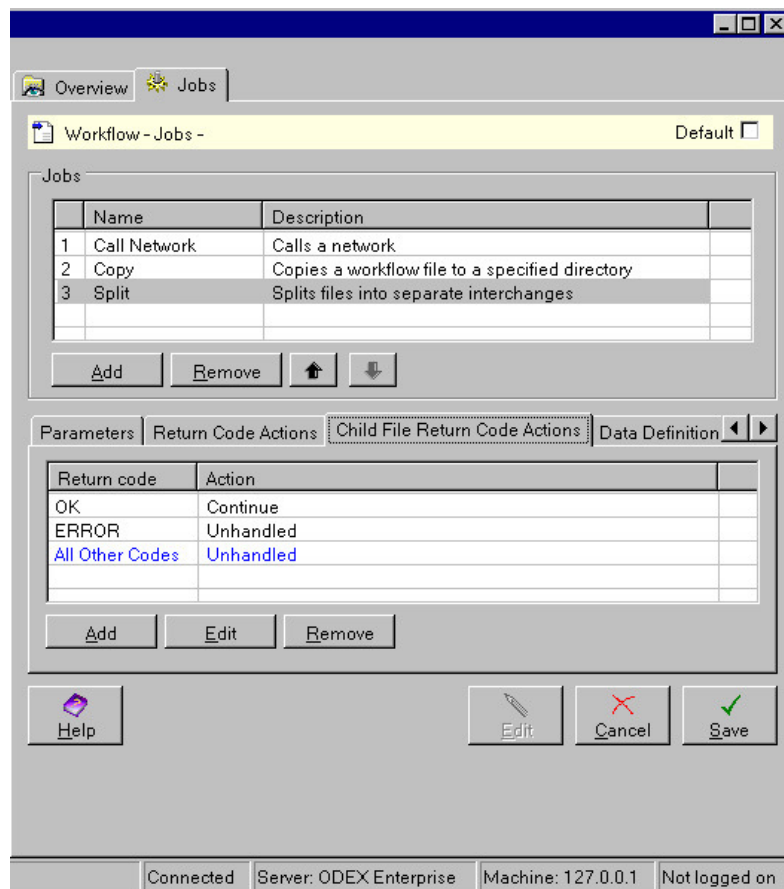 Overview Jobs
Workflow - Jobs - Default
Jobs
Name Description
1 Call Network Calls a network
2 Copy Copies a workflow file to a specified directory
3 Split Splits files into separate interchanges
Add Remove
Parameters Return Code Actions Child File Return Code Actions Data Definition
Return code Action
OK Continue
ERROR Unhandled
All Other Codes Unhandled
Add Edit Remove
Help Edit Cancel Save
Connected Server: ODEX Enterprise Machine: 127.0.0.1 Not logged on